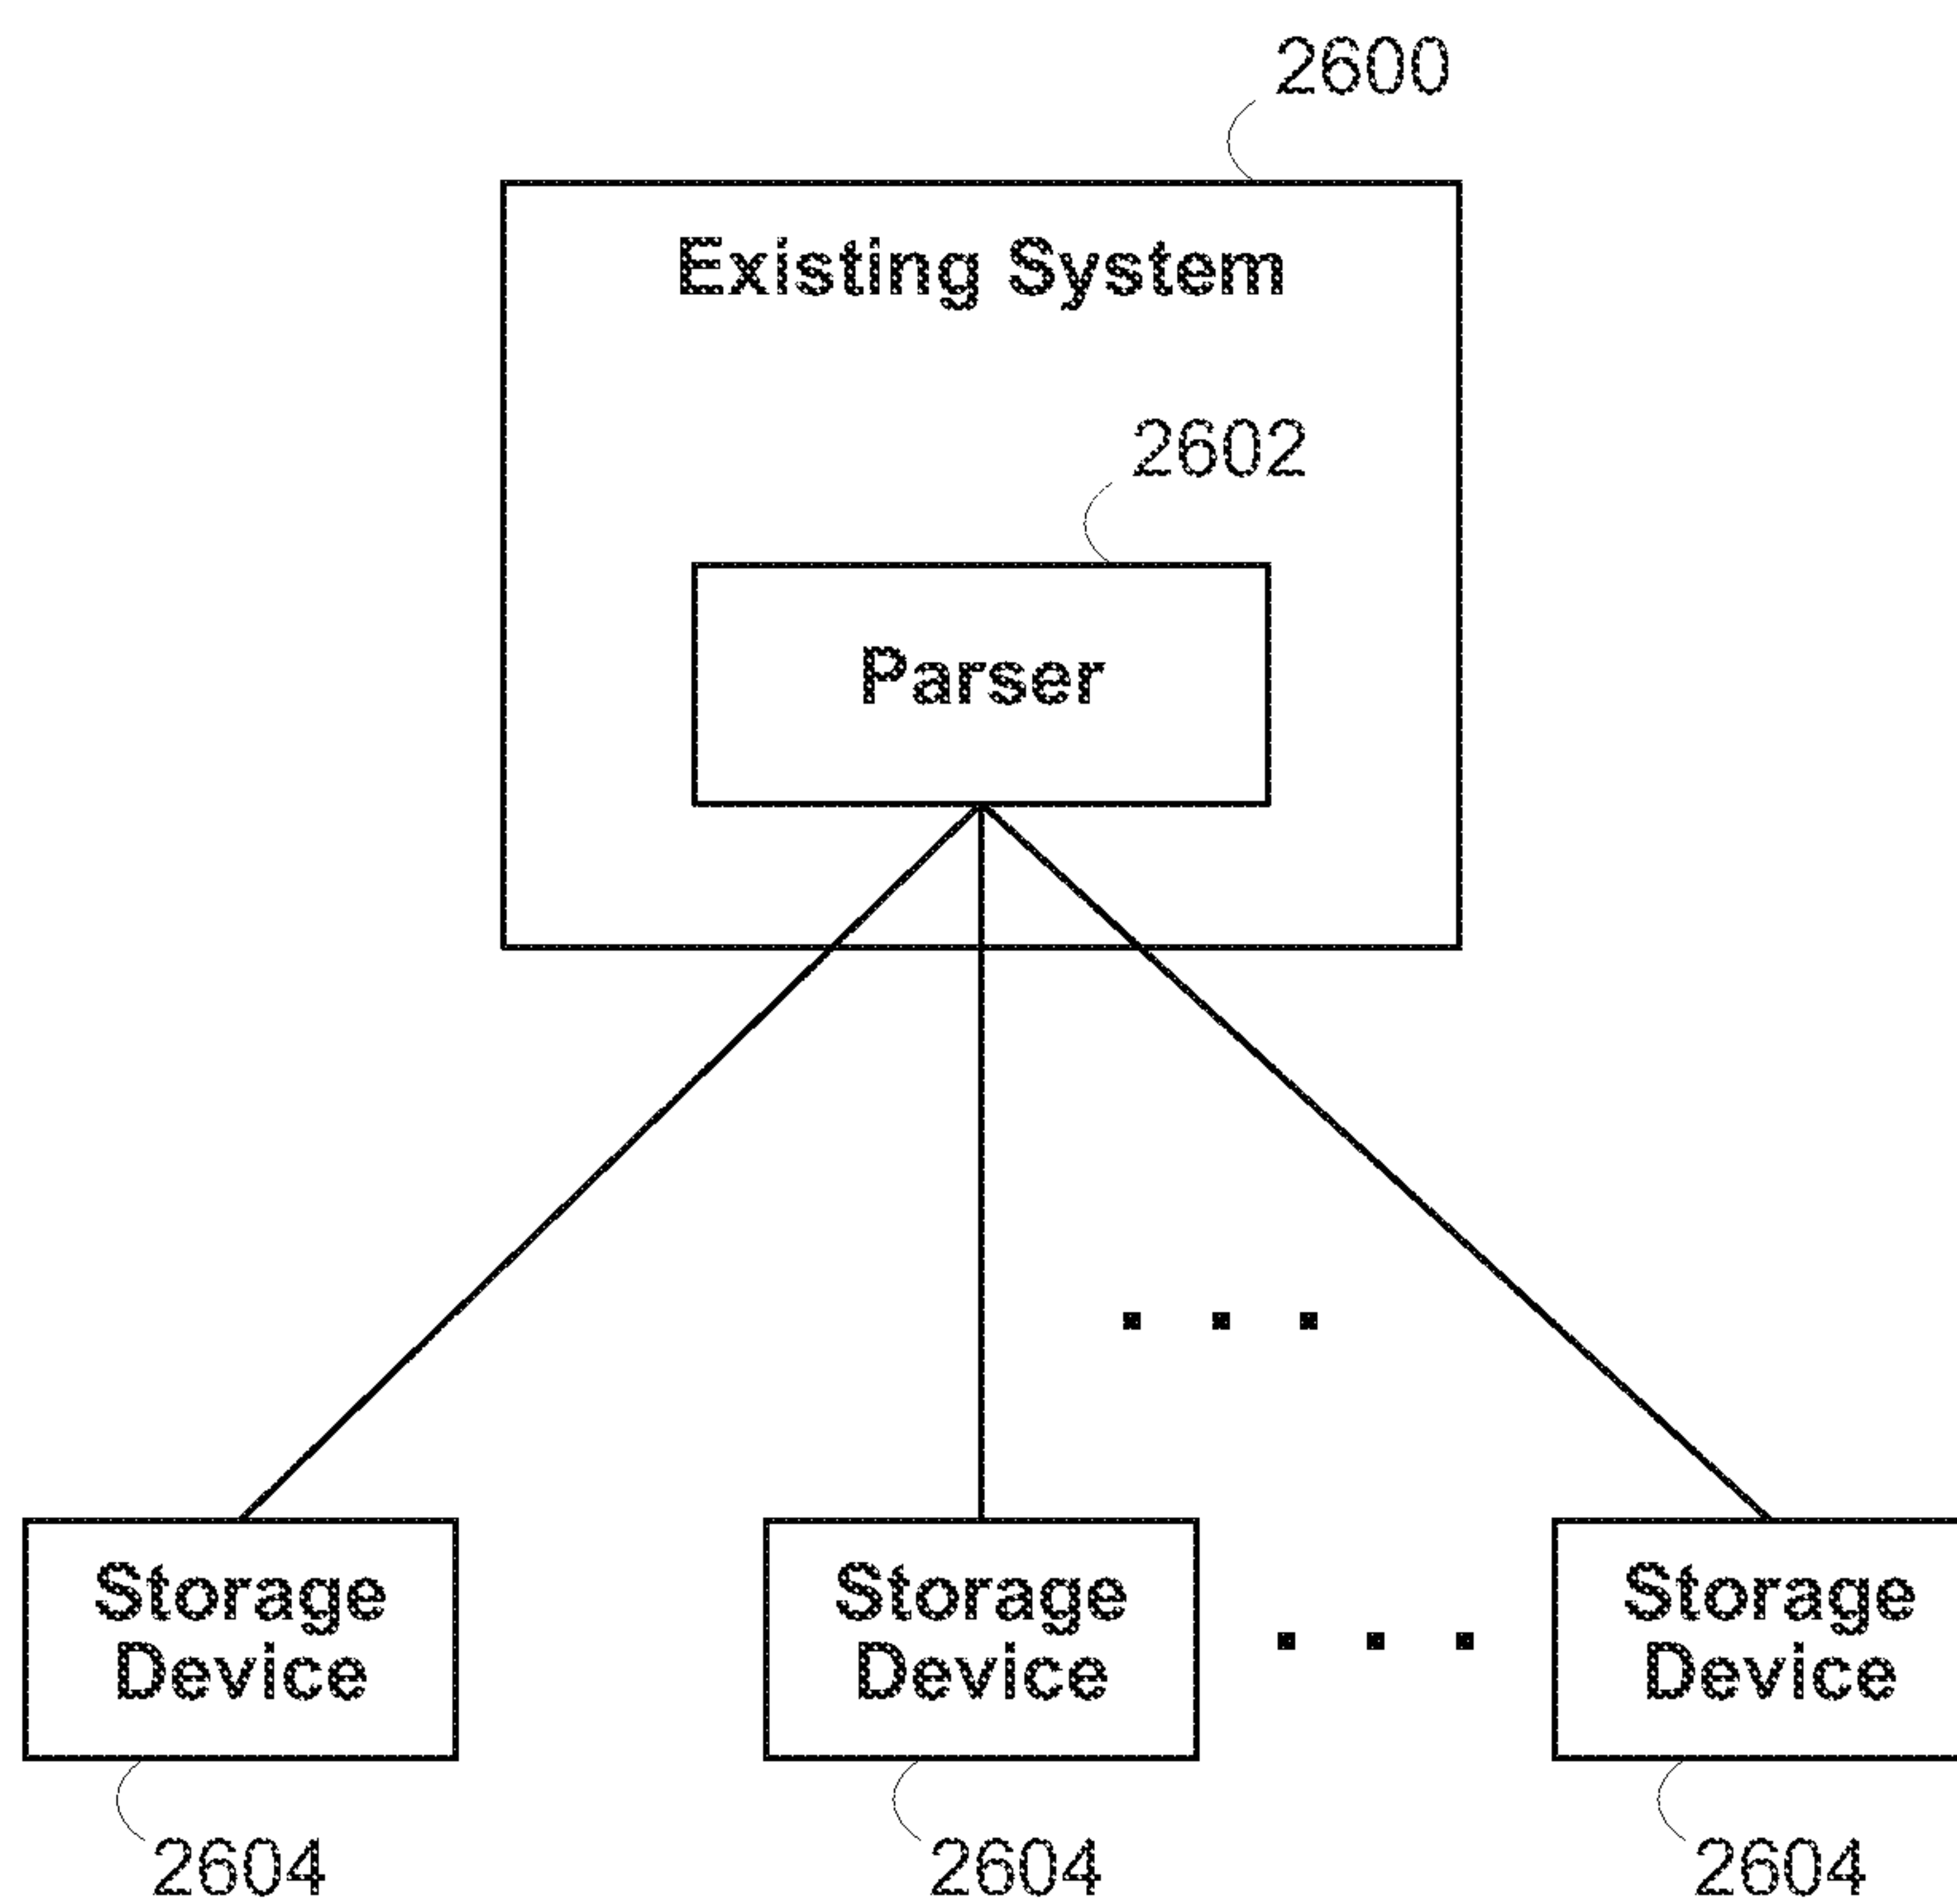 2600
Existing System
2602
Parser
Storage Device
Storage Device
. . .
Storage Device
. . .
2604
2604
2604